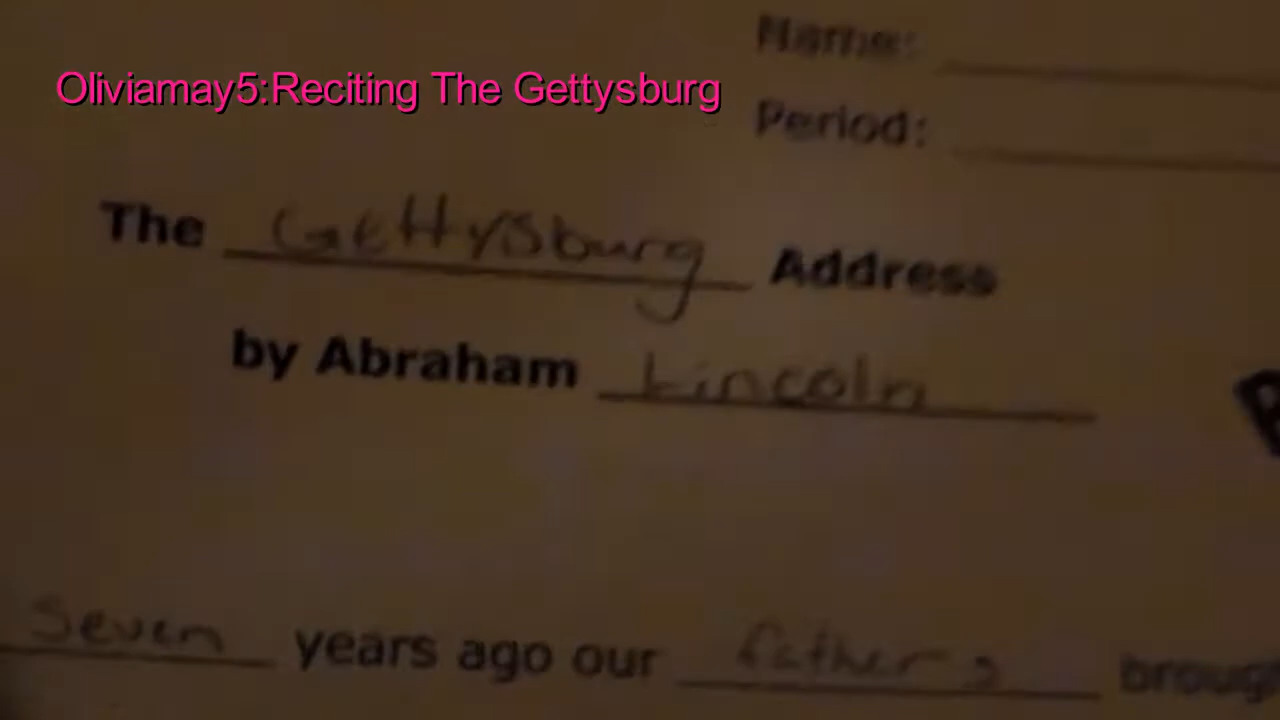 Name:
Oliviamay5:Reciting The Gettysburg
Period:
The Gettysburg Address
by Abraham Lincoln
seven years ago our fathers